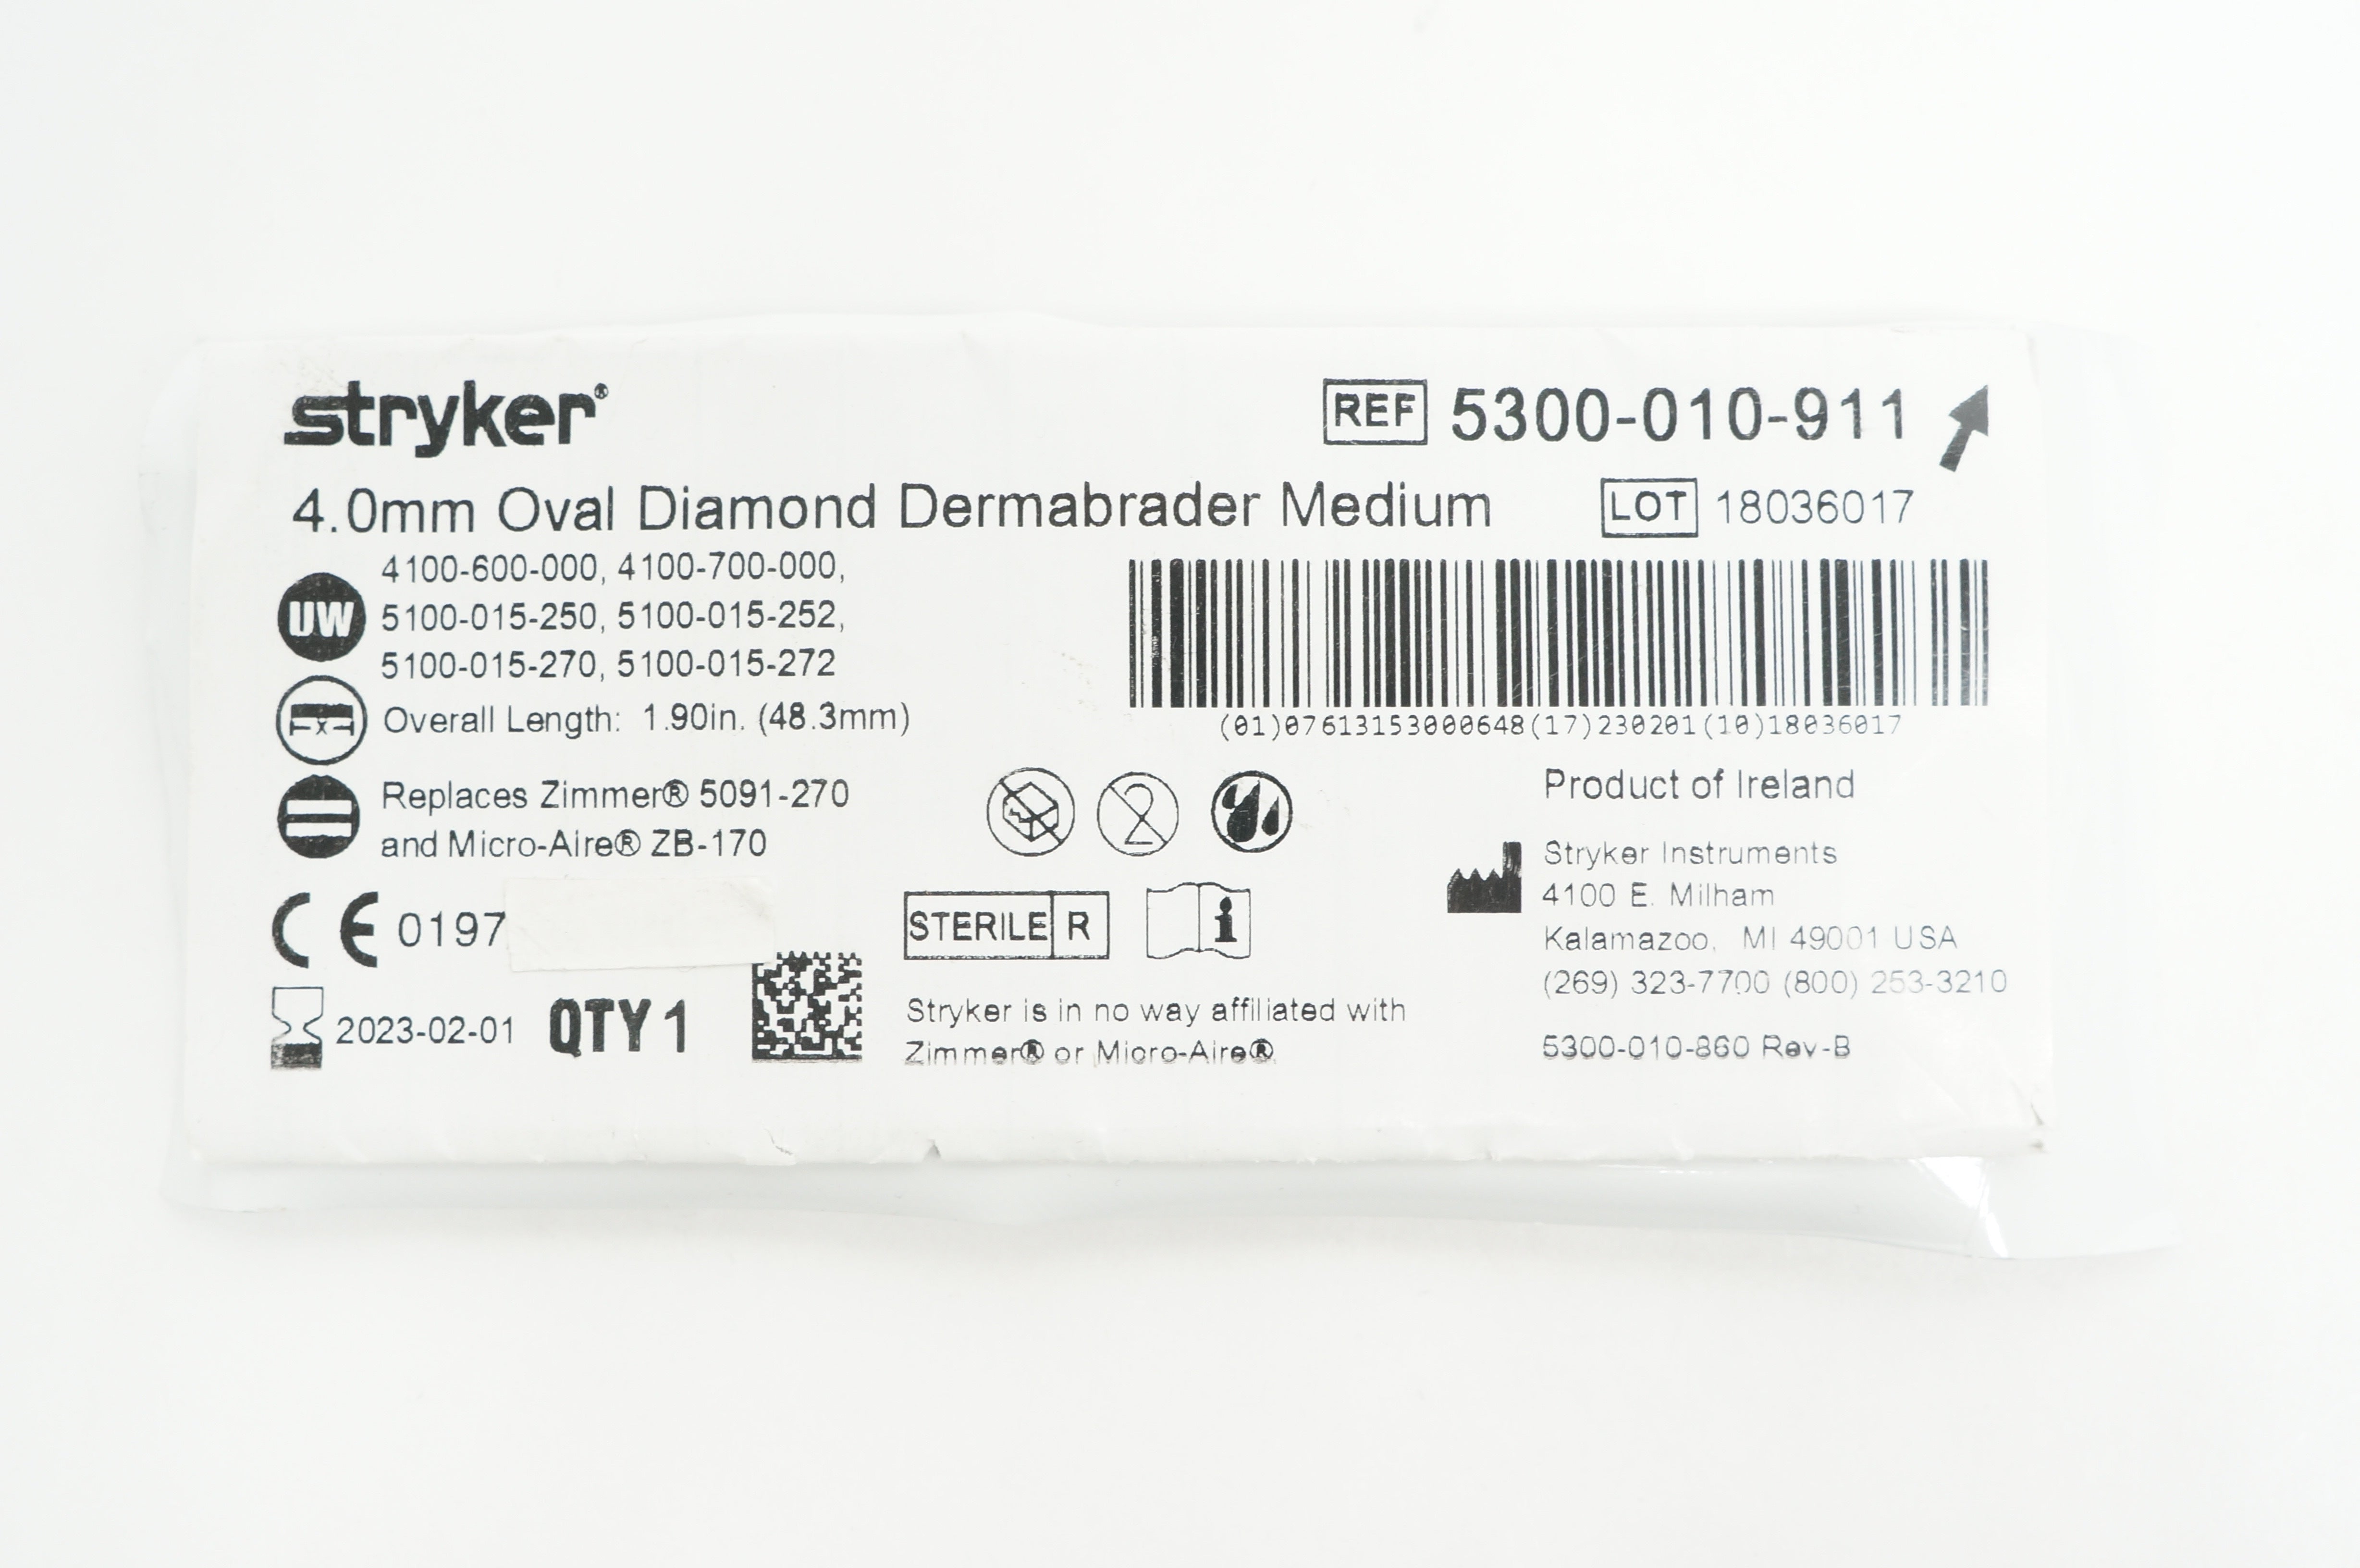 stryker®
REF 5300-010-911
4.0mm Oval Diamond Dermabrader Medium
LOT 18036017
UW
4100-600-000, 4100-700-000,
5100-015-250, 5100-015-252,
5100-015-270, 5100-015-272
x
Overall Length: 1.90in. (48.3mm)
(01)07613153000648(17)230201(10)18036017
Replaces Zimmer® 5091-270
and Micro-Aire® ZB-170
2
Product of Ireland
Stryker Instruments
4100 E. Milham
Kalamazoo, MI 49001 USA
(269) 323-7700 (800) 253-3210
5300-010-860 Rev-B
CE 0197
STERILE R
i
2023-02-01
QTY 1
Stryker is in no way affiliated with
Zimmer® or Micro-Aire®